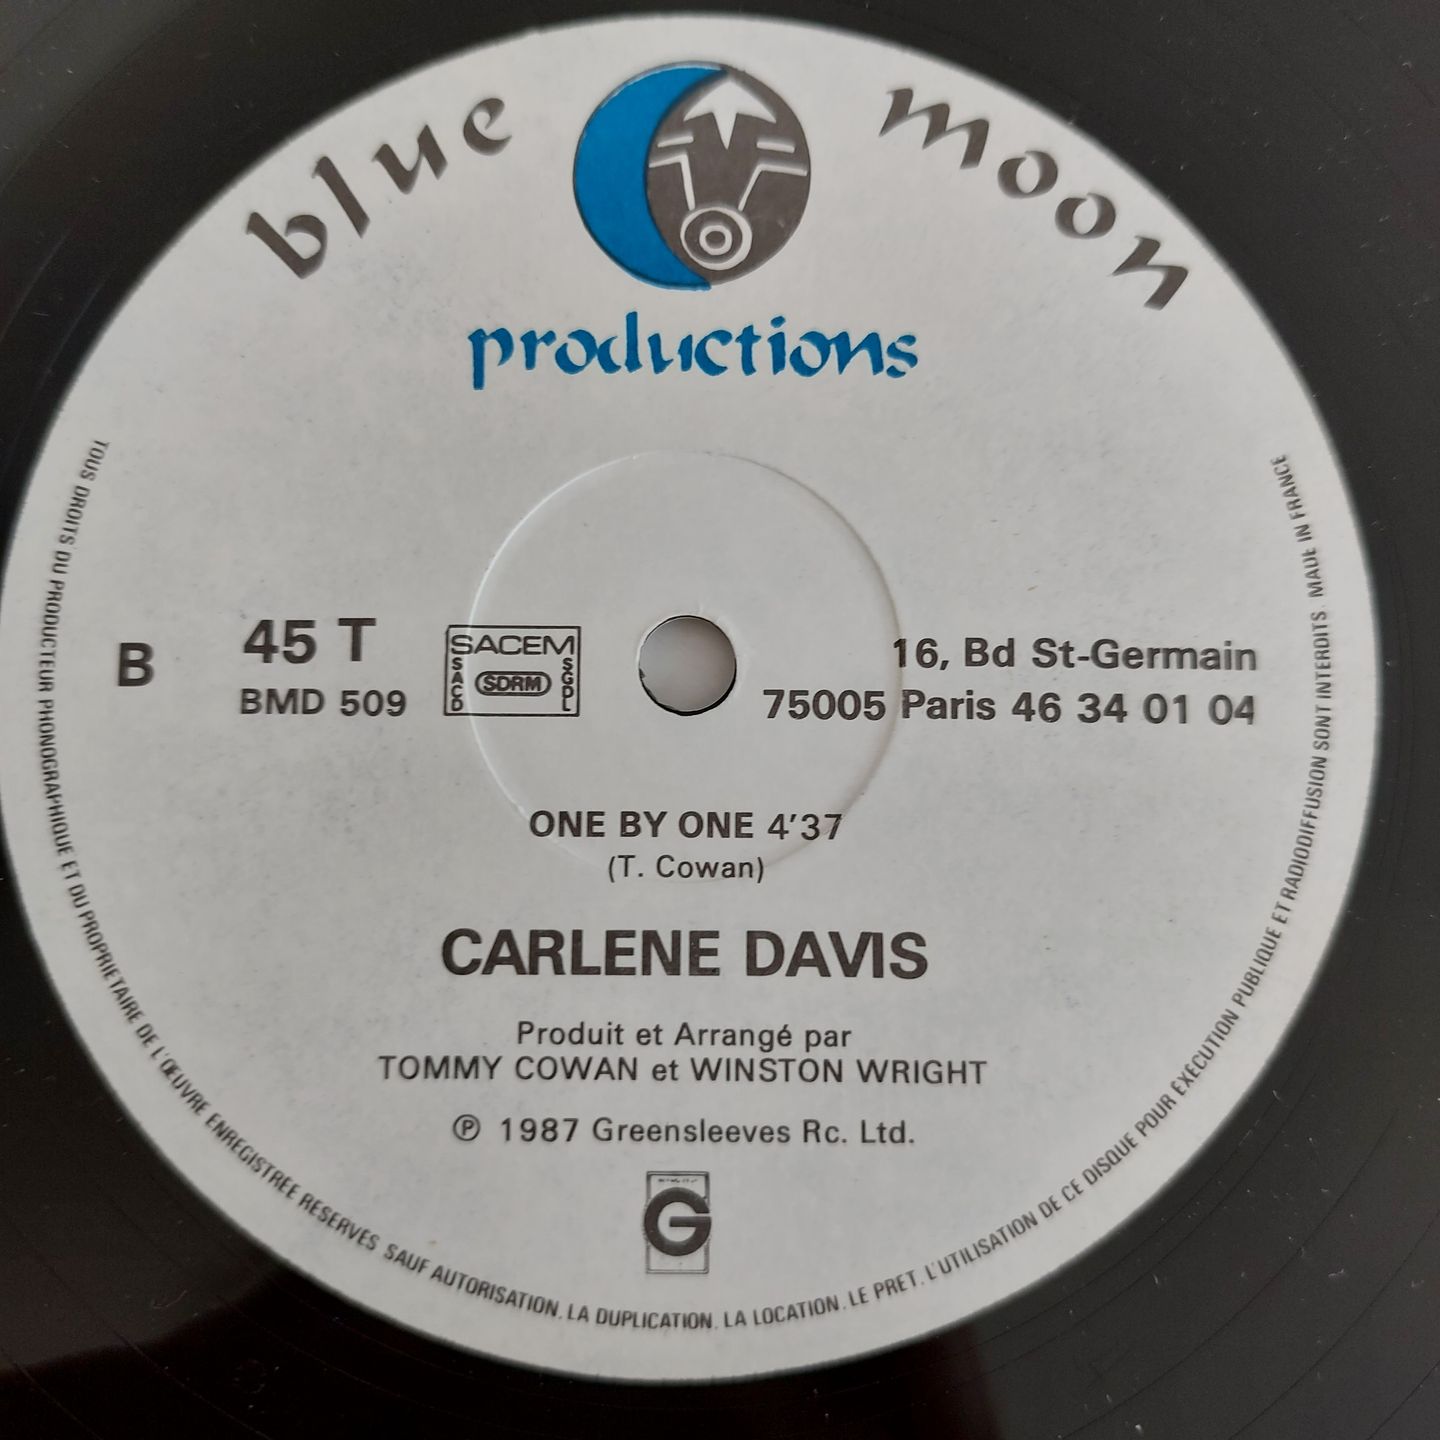 blue moon
productions
B
45 T
BMD 509
SACEM
SACD
SDRM
SGDL
16, Bd St-Germain
75005 Paris 46 34 01 04
ONE BY ONE 4'37
(T. Cowan)
CARLENE DAVIS
Produit et Arrangé par
TOMMY COWAN et WINSTON WRIGHT
℗ 1987 Greensleeves Rc. Ltd.
G
TOUS DROITS DU PRODUCTEUR PHONOGRAPHIQUE ET DU PROPRIETAIRE DE L'ŒUVRE ENREGISTRÉE RESERVES SAUF AUTORISATION. LA DUPLICATION. LA LOCATION. LE PRET. L'UTILISATION DE CE DISQUE POUR EXECUTION PUBLIQUE ET RADIODIFFUSION SONT INTERDITS. MADE IN FRANCE